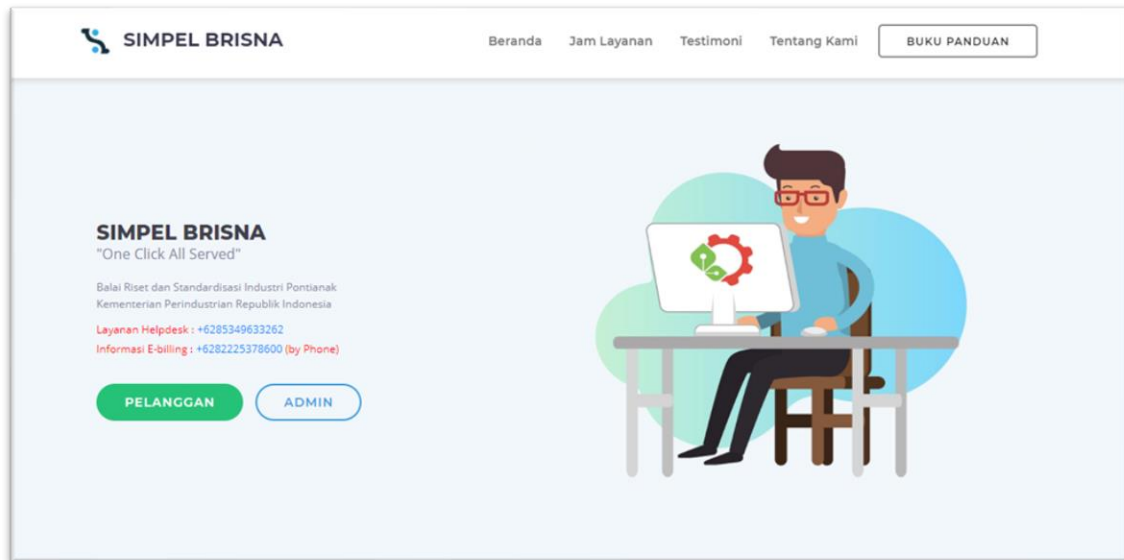 SIMPEL BRISNA
Beranda
Jam Layanan
Testimoni
Tentang Kami
BUKU PANDUAN
SIMPEL BRISNA
"One Click All Served"
Balai Riset dan Standardisasi Industri Pontianak
Kementerian Perindustrian Republik Indonesia
Layanan Helpdesk : +6285349633262
Informasi E-billing : +6282225378600 (by Phone)
PELANGGAN
ADMIN